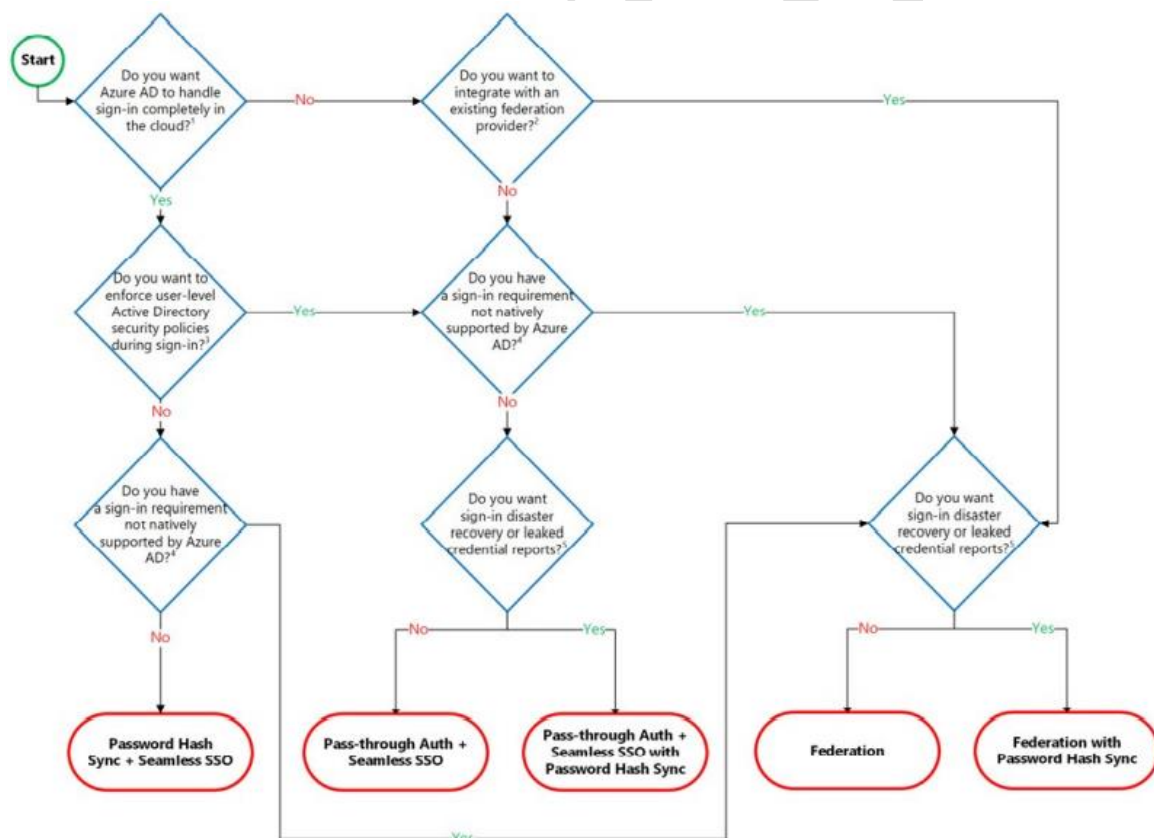 Start
Do you want
Azure AD to handle
sign-in completely in
the cloud?¹
No
Do you want to
integrate with an
existing federation
provider?²
Yes
Yes
No
Do you want to
enforce user-level
Active Directory
security policies
during sign-in?³
Yes
Do you have
a sign-in requirement
not natively
supported by Azure
AD?⁴
Yes
No
No
Do you have
a sign-in requirement
not natively
supported by Azure
AD?⁴
Do you want
sign-in disaster
recovery or leaked
credential reports?⁵
Do you want
sign-in disaster
recovery or leaked
credential reports?⁵
No
No
Yes
No
Yes
Password Hash
Sync + Seamless SSO
Pass-through Auth +
Seamless SSO
Pass-through Auth +
Seamless SSO with
Password Hash Sync
Federation
Federation with
Password Hash Sync
Yes